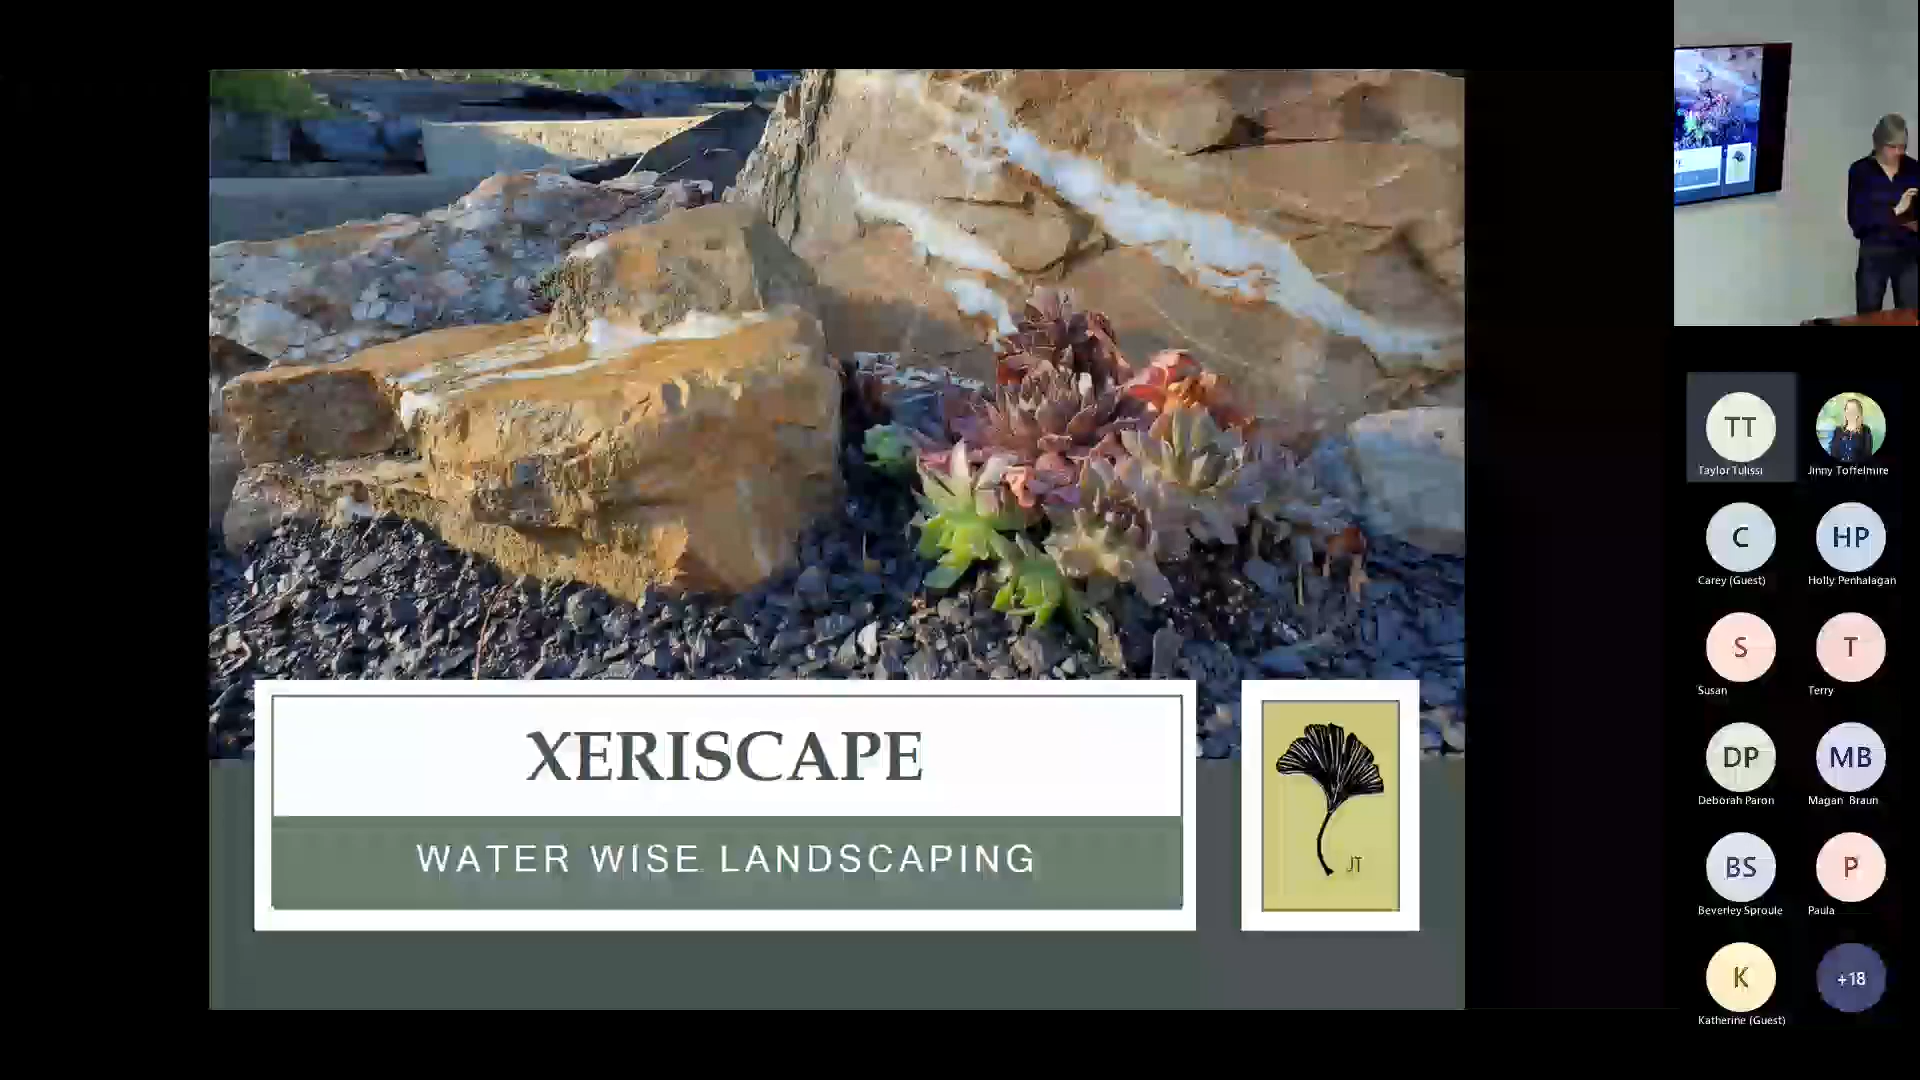 XERISCAPE
WATER WISE LANDSCAPING
JT
TT
Taylor Tulissi
Jinny Toffelmire
C
Carey (Guest)
HP
Holly Penhalagan
S
Susan
T
Terry
DP
Deborah Paron
MB
Magan Braun
BS
Beverley Sproule
P
Paula
K
Katherine (Guest)
+18